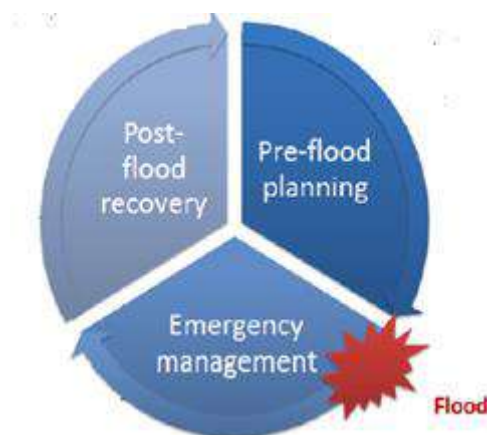 Post-
flood
recovery
Pre-flood
planning
Emergency
management
Flood